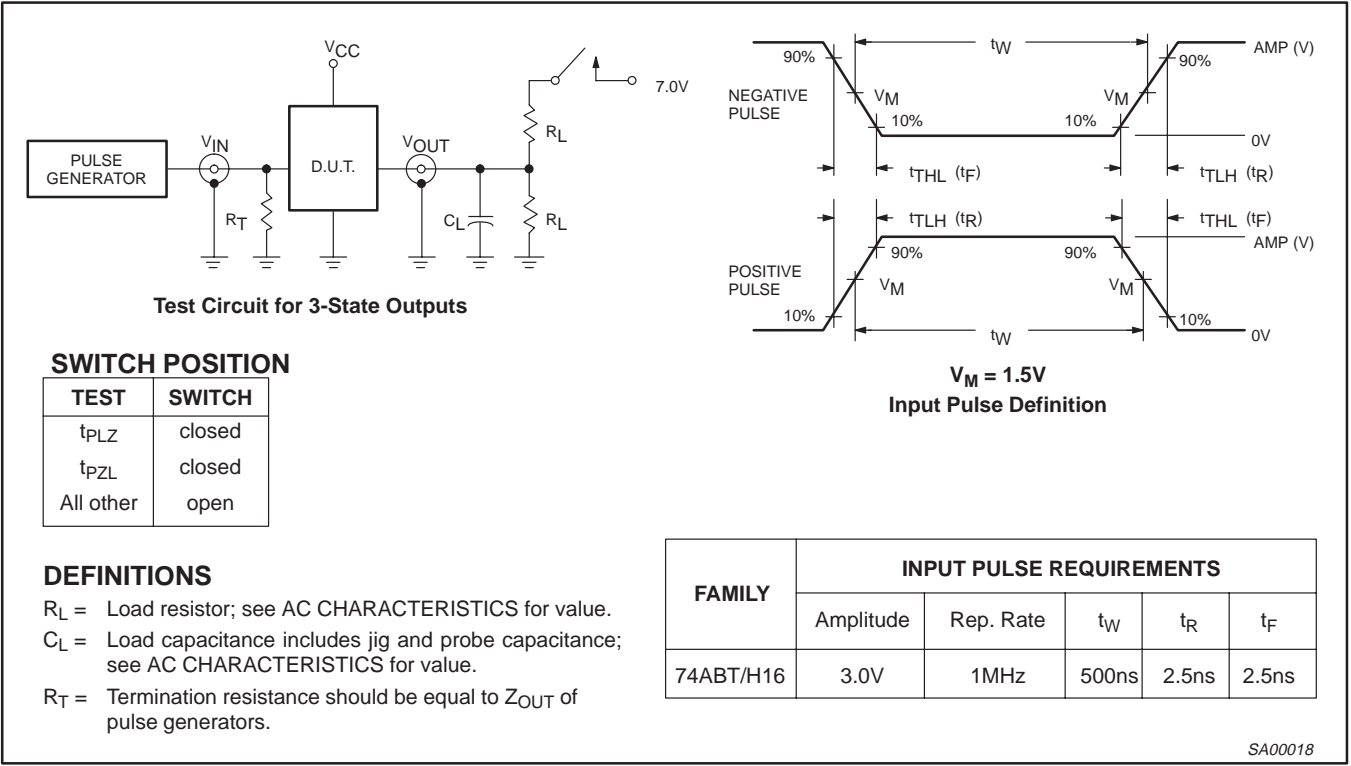 VCC
7.0V
RL
PULSE
GENERATOR
VIN
D.U.T.
VOUT
RT
CL
RL
Test Circuit for 3-State Outputs
tW
AMP (V)
90%
90%
NEGATIVE
PULSE
VM
VM
10%
10%
0V
tTHL (tF)
tTLH (tR)
tTLH (tR)
tTHL (tF)
AMP (V)
90%
90%
POSITIVE
PULSE
VM
VM
10%
10%
tW
0V
VM = 1.5V
Input Pulse Definition
SWITCH POSITION
TEST SWITCH
tPLZ closed
tPZL closed
All other open
DEFINITIONS
RL = Load resistor; see AC CHARACTERISTICS for value.
CL = Load capacitance includes jig and probe capacitance;
see AC CHARACTERISTICS for value.
RT = Termination resistance should be equal to ZOUT of
pulse generators.
FAMILY
INPUT PULSE REQUIREMENTS
Amplitude Rep. Rate tW tR tF
74ABT/H16 3.0V 1MHz 500ns 2.5ns 2.5ns
SA00018